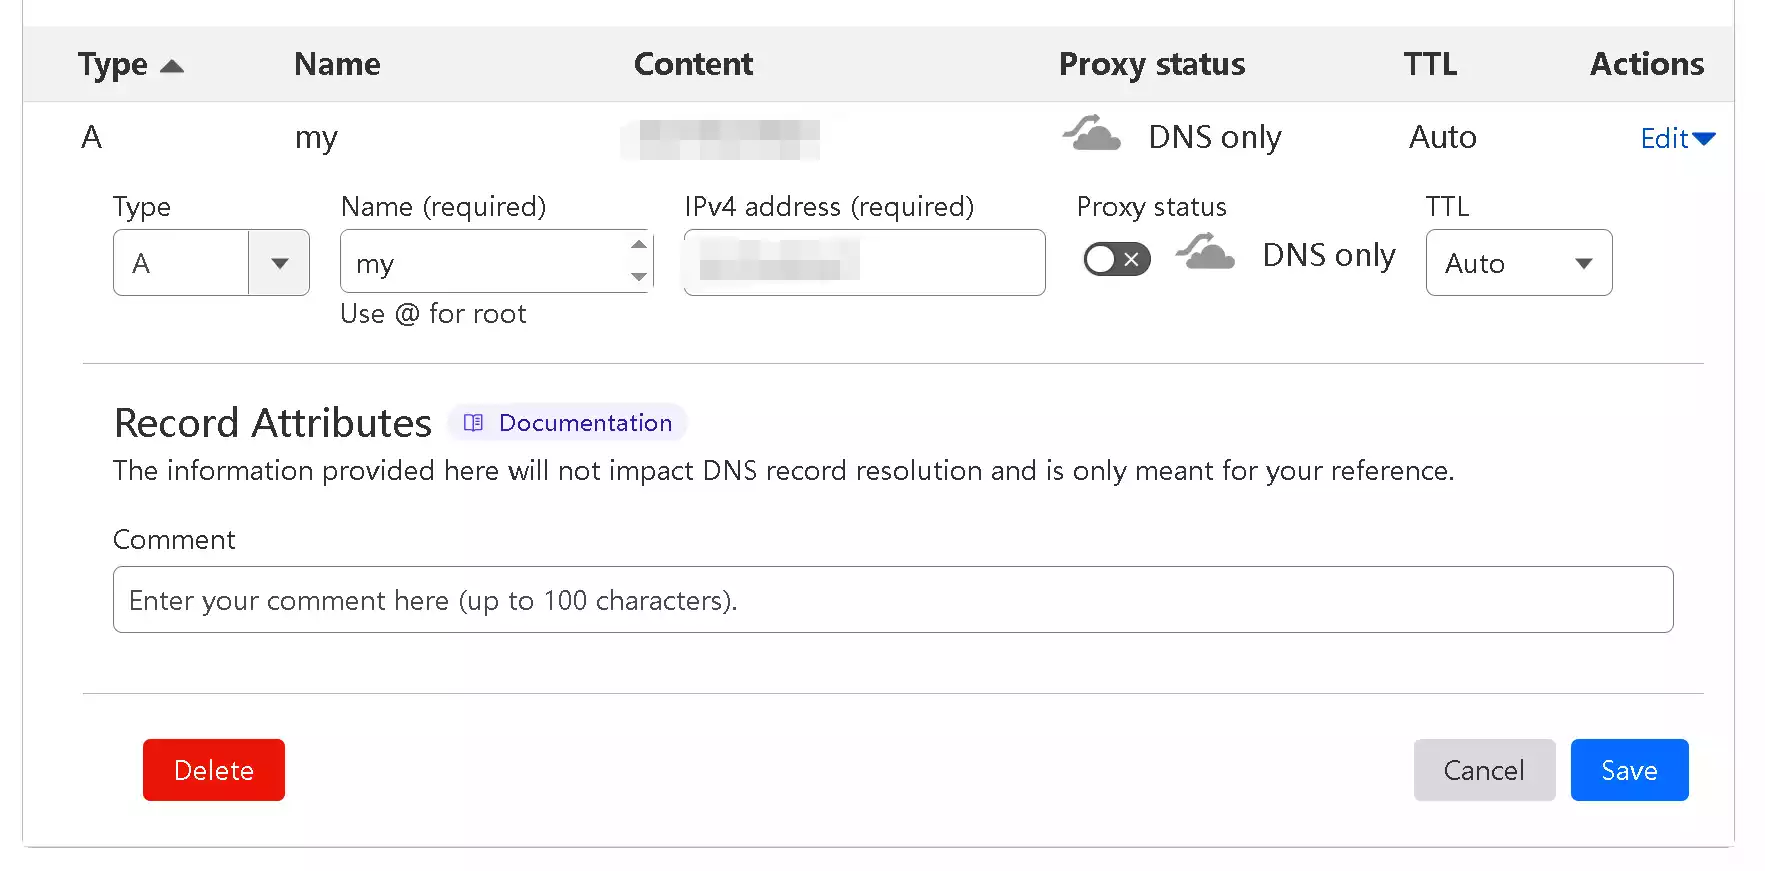 Type Name Content Proxy status TTL Actions
A my DNS only Auto Edit
Type Name (required) IPv4 address (required) Proxy status TTL
A my DNS only Auto
Use @ for root
Record Attributes Documentation
The information provided here will not impact DNS record resolution and is only meant for your reference.
Comment
Enter your comment here (up to 100 characters).
Delete Cancel Save